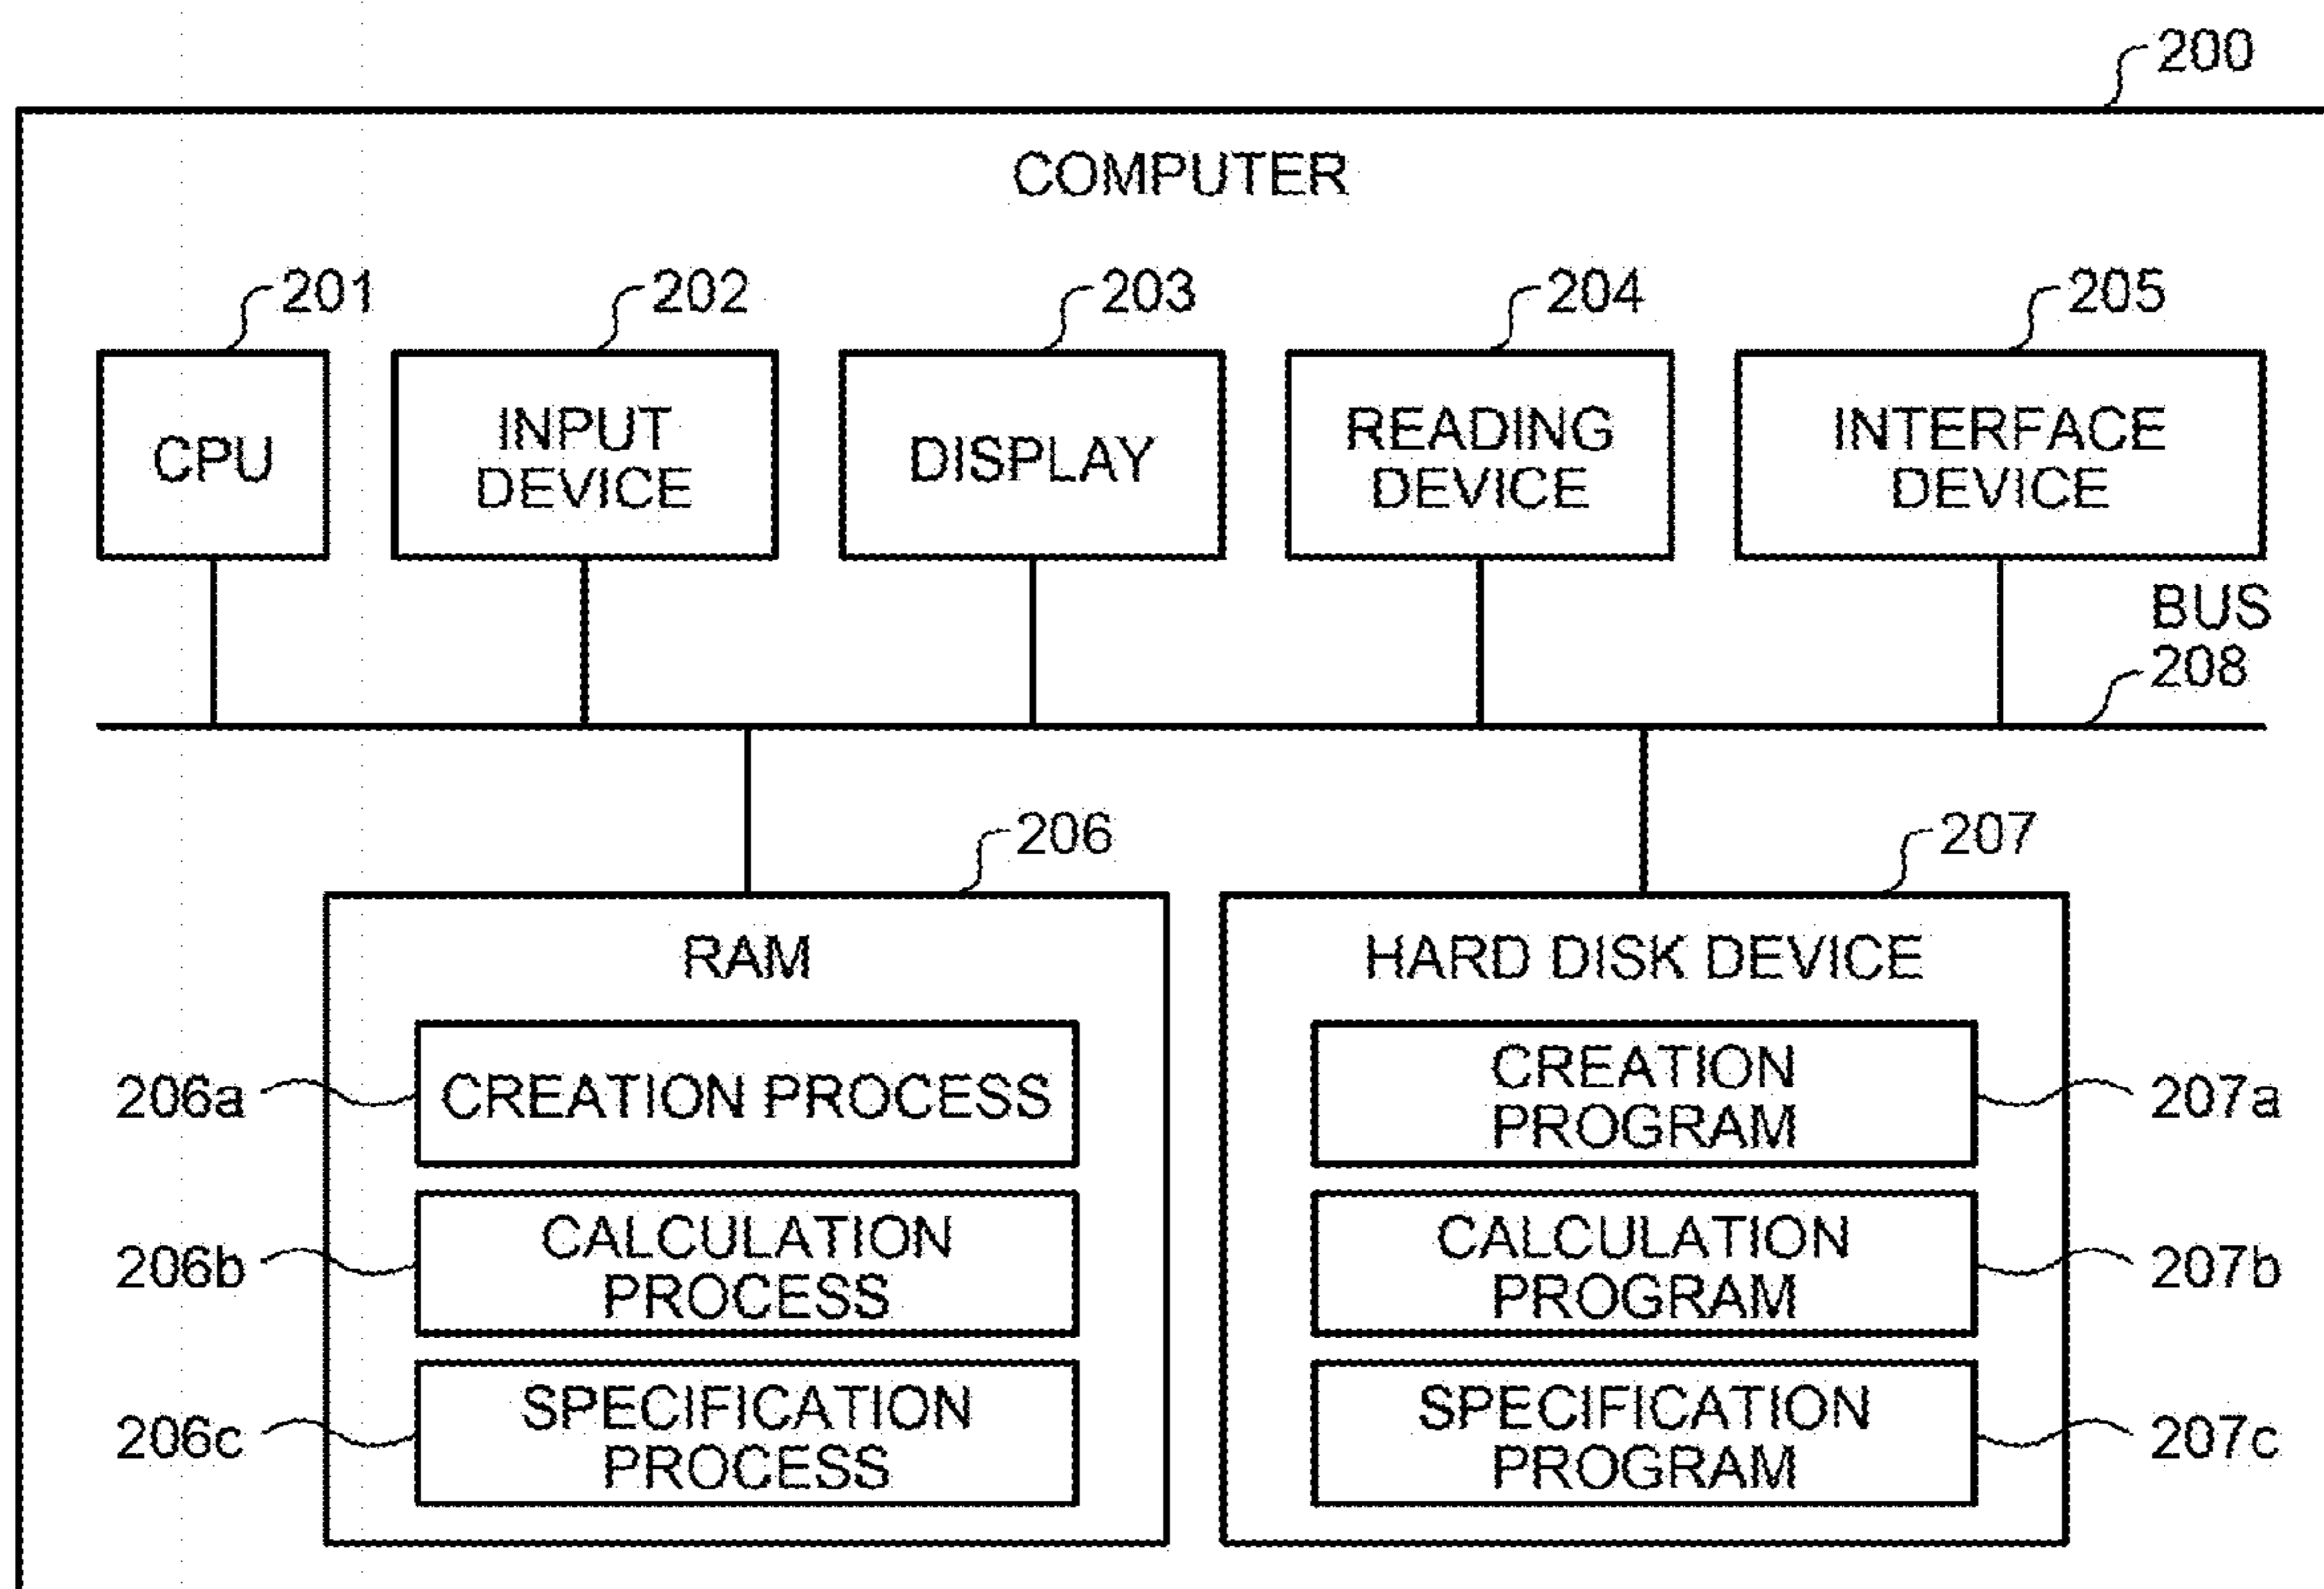 200
COMPUTER
201
202
203
204
205
CPU
INPUT
DEVICE
DISPLAY
READING
DEVICE
INTERFACE
DEVICE
BUS
208
206
207
RAM
HARD DISK DEVICE
206a
CREATION PROCESS
CREATION
PROGRAM
207a
206b
CALCULATION
PROCESS
CALCULATION
PROGRAM
207b
206c
SPECIFICATION
PROCESS
SPECIFICATION
PROGRAM
207c